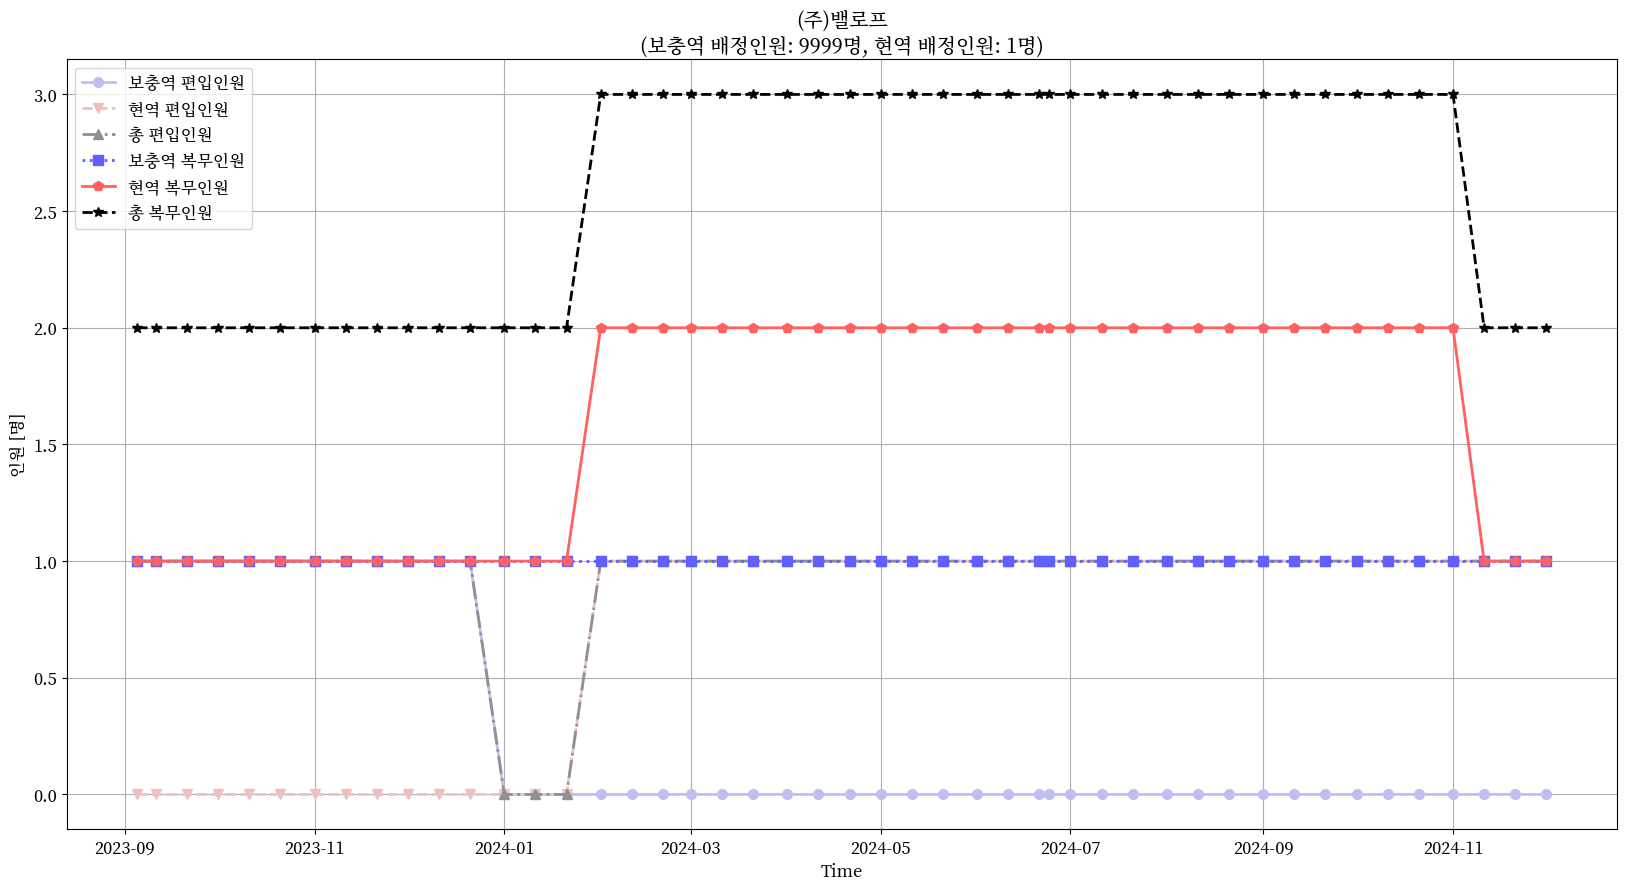 (주)밸로프
(보충역 배정인원: 9999명, 현역 배정인원: 1명)
보충역 편입인원
현역 편입인원
총 편입인원
보충역 복무인원
현역 복무인원
총 복무인원
인원 [명]
3.0
2.5
2.0
1.5
1.0
0.5
0.0
2023-09 2023-11 2024-01 2024-03 2024-05 2024-07 2024-09 2024-11
Time